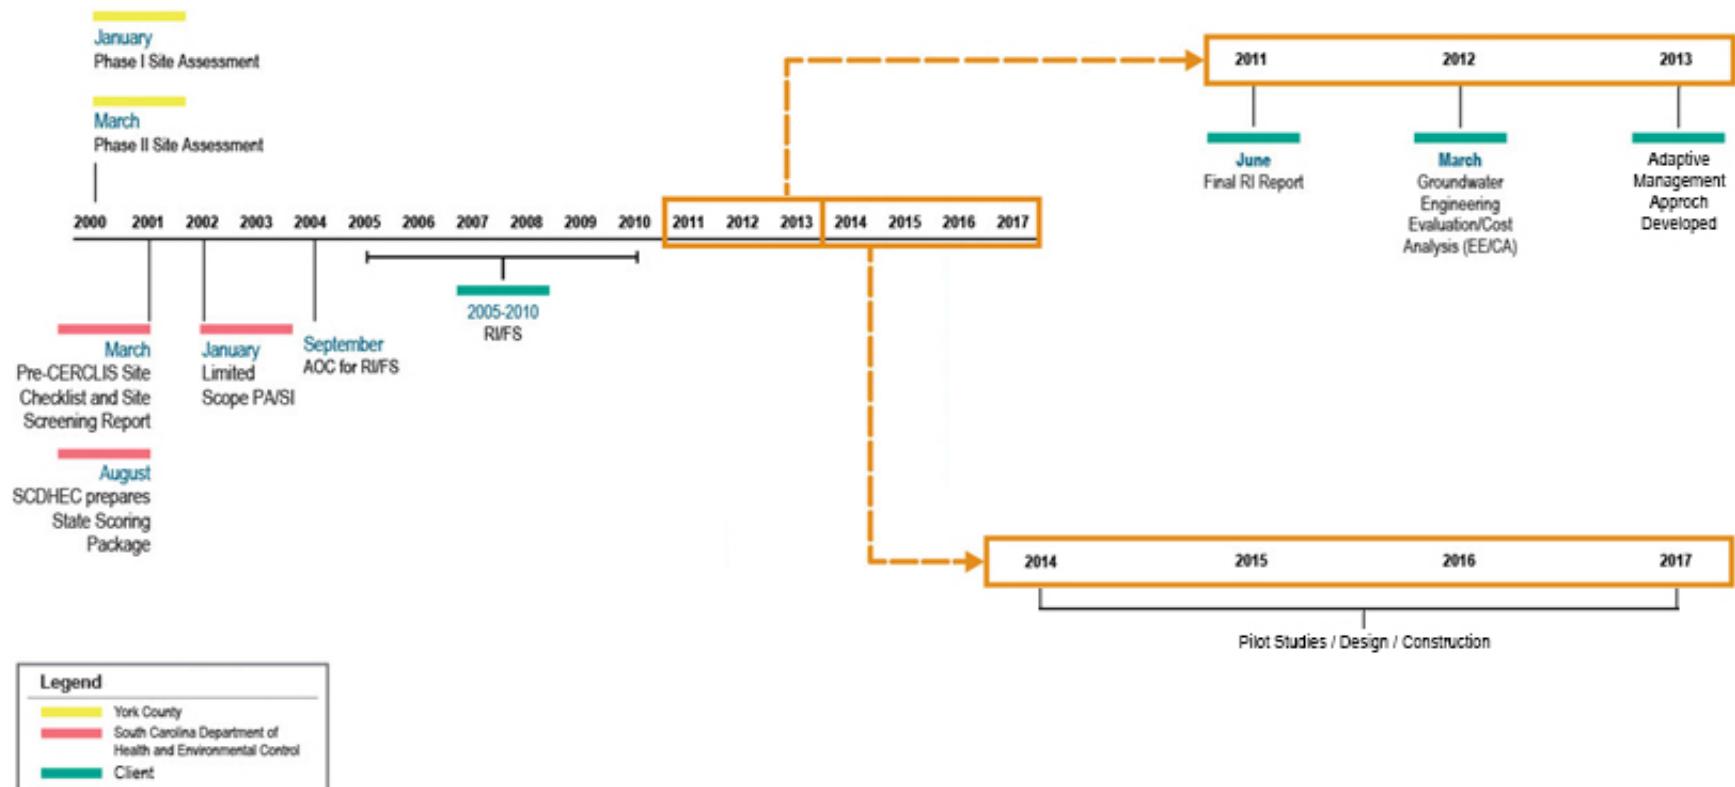 January
Phase I Site Assessment
March
Phase II Site Assessment
2000 2001 2002 2003 2004 2005 2006 2007 2008 2009 2010 2011 2012 2013 2014 2015 2016 2017
March
Pre-CERCLIS Site
Checklist and Site
Screening Report
August
SCDHEC prepares
State Scoring
Package
January
Limited
Scope PA/SI
September
AOC for RI/FS
2005-2010
RI/FS
2011 2012 2013
June
Final RI Report
March
Groundwater
Engineering
Evaluation/Cost
Analysis (EE/CA)
Adaptive
Management
Approch
Developed
2014 2015 2016 2017
Pilot Studies / Design / Construction
Legend
York County
South Carolina Department of
Health and Environmental Control
Client